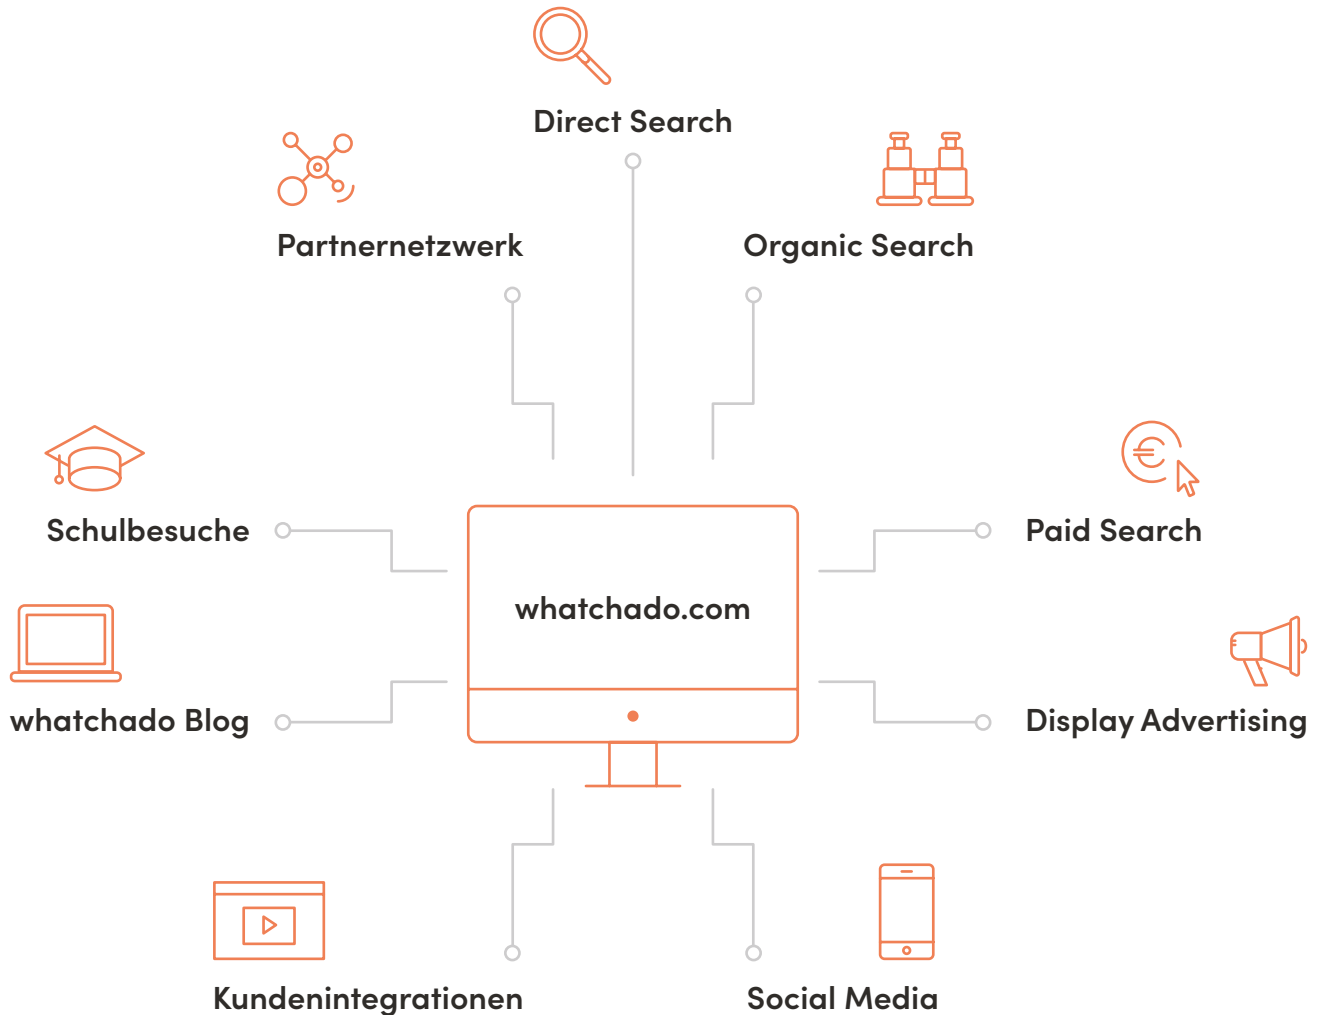 Direct Search
Partnernetzwerk
Organic Search
Schulbesuche
Paid Search
whatchado.com
whatchado Blog
Display Advertising
Kundenintegrationen
Social Media